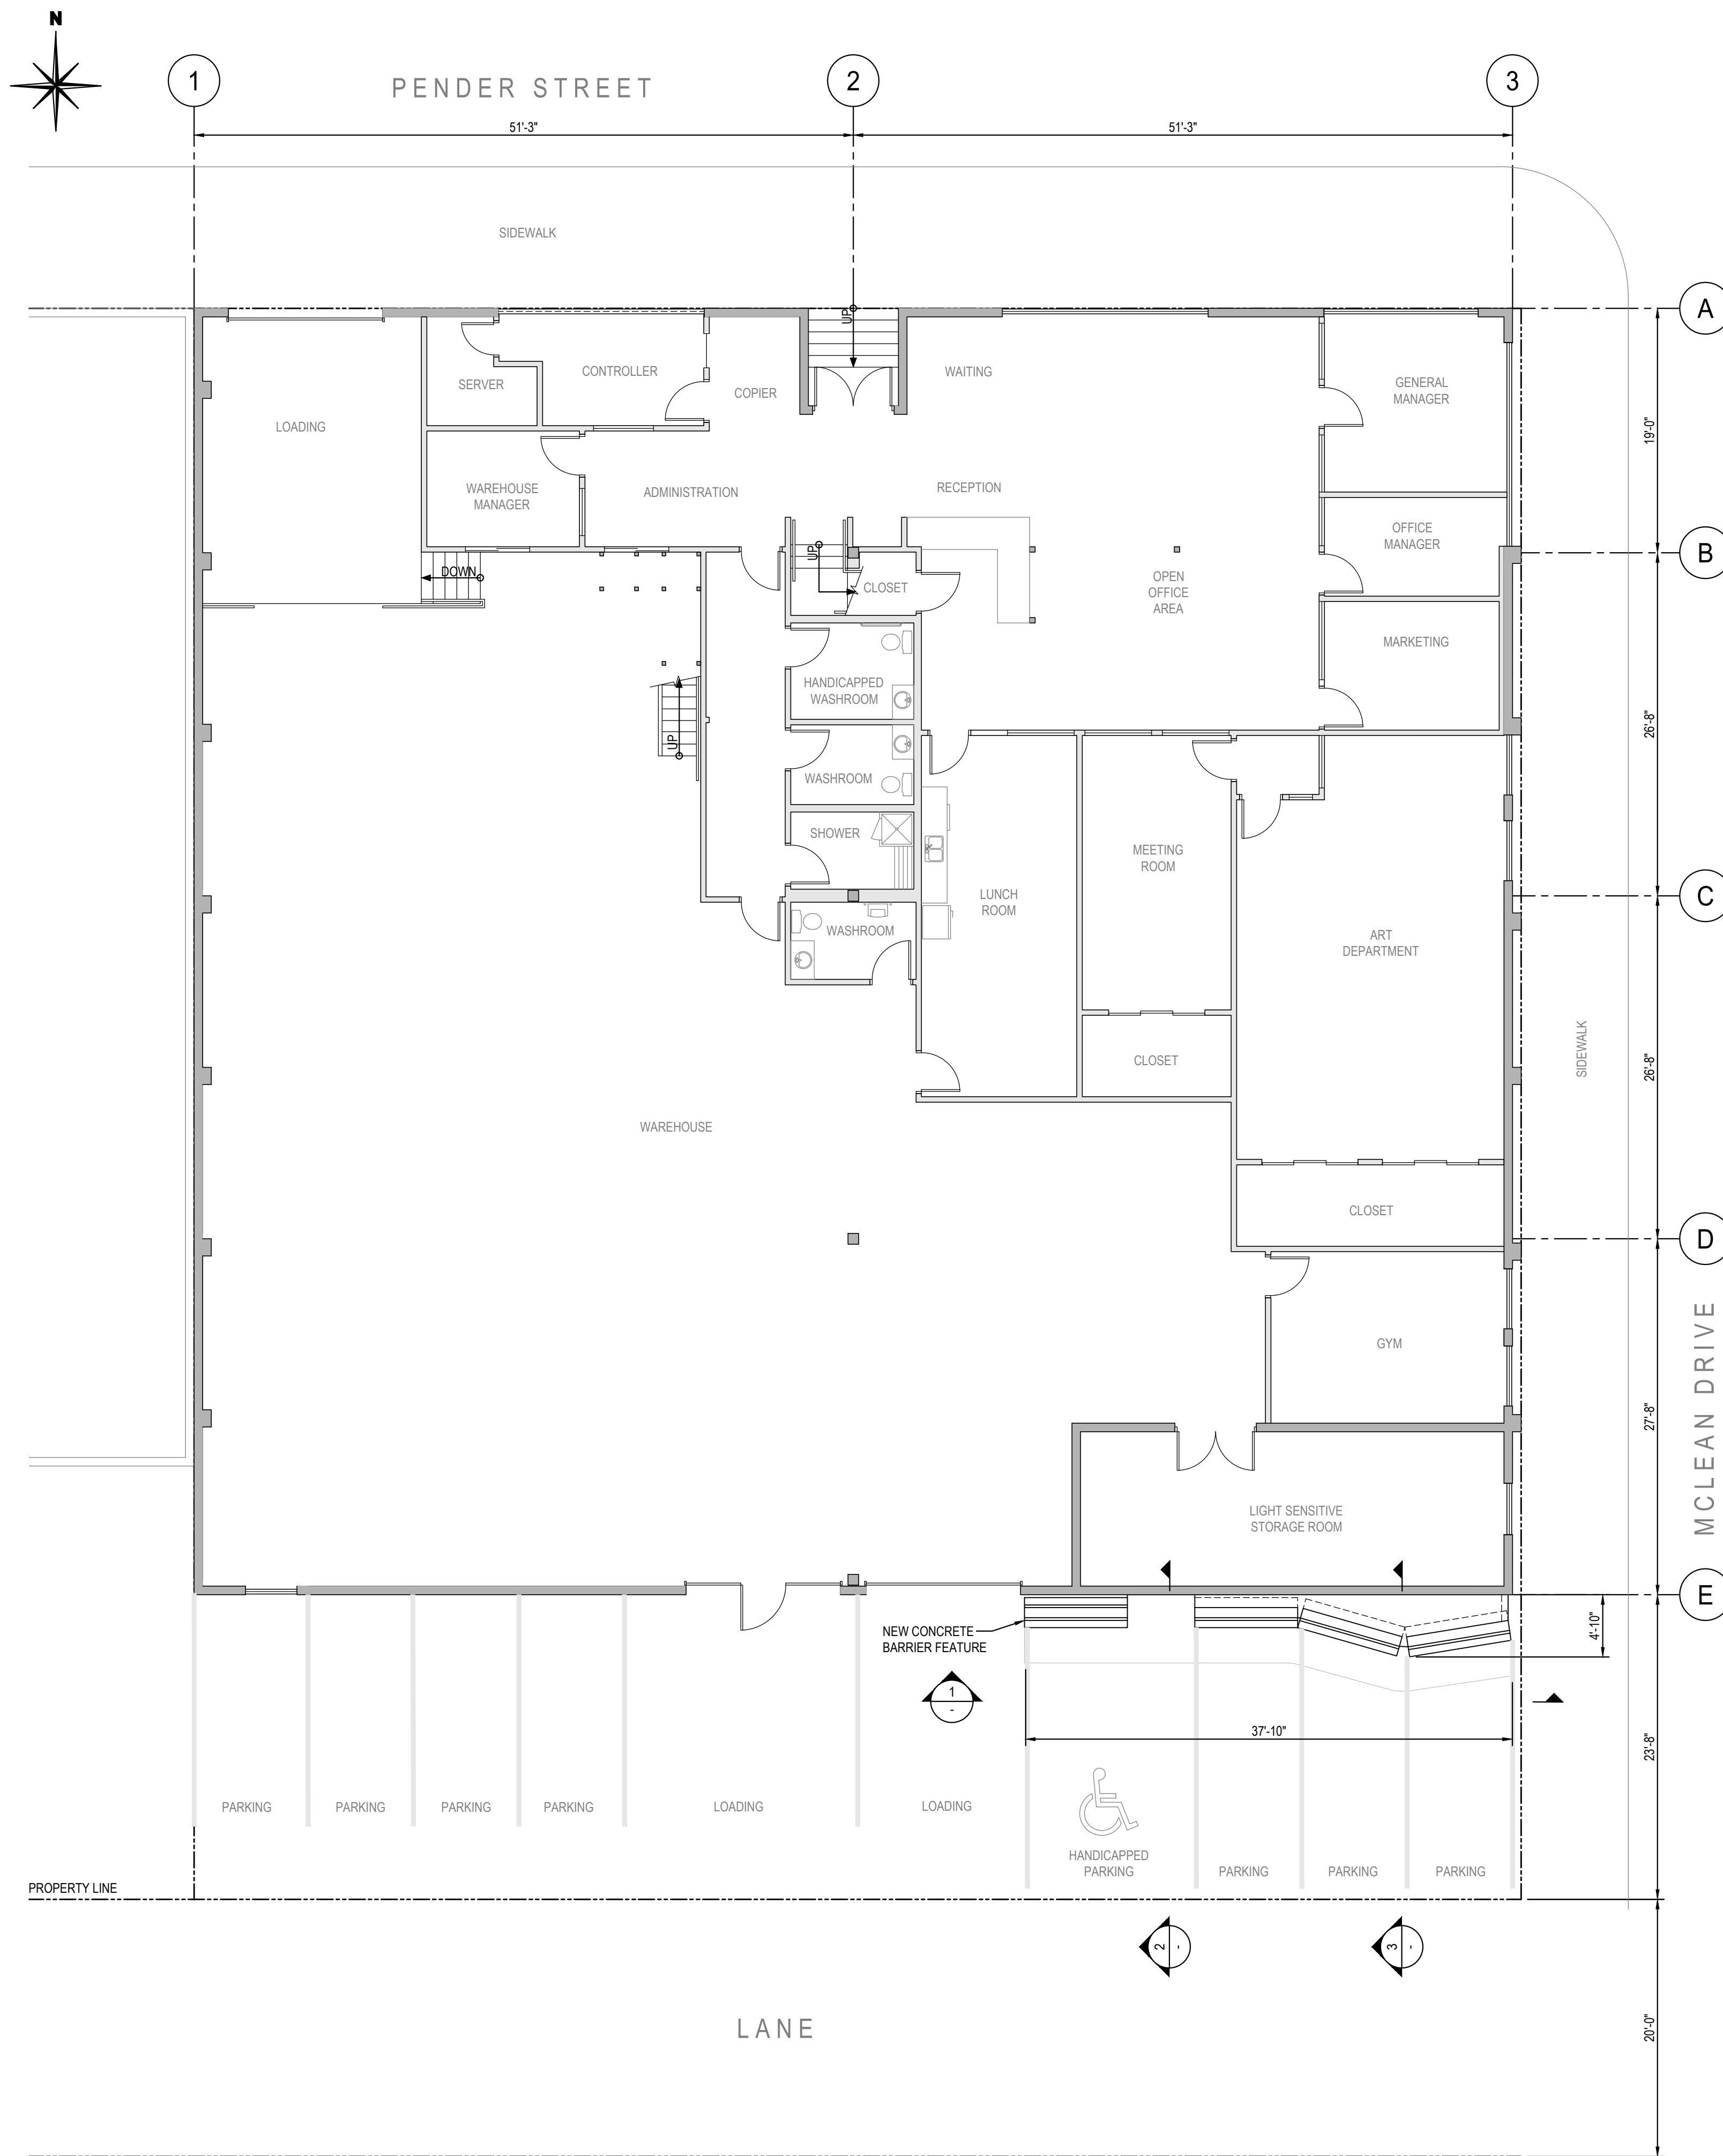 N
1
2
3
PENDER STREET
51'-3"
51'-3"
SIDEWALK
A
UP
WAITING
CONTROLLER
SERVER
COPIER
GENERAL
MANAGER
LOADING
19'-0"
WAREHOUSE
MANAGER
ADMINISTRATION
RECEPTION
OFFICE
MANAGER
B
UP
DOWN
CLOSET
OPEN
OFFICE
AREA
MARKETING
HANDICAPPED
WASHROOM
UP
26'-8"
WASHROOM
SHOWER
MEETING
ROOM
LUNCH
ROOM
C
WASHROOM
ART
DEPARTMENT
CLOSET
SIDEWALK
26'-8"
WAREHOUSE
CLOSET
D
GYM
MCLEAN DRIVE
27'-8"
LIGHT SENSITIVE
STORAGE ROOM
E
NEW CONCRETE
BARRIER FEATURE
4'-10"
1
-
37'-10"
23'-8"
PARKING
PARKING
PARKING
PARKING
LOADING
LOADING
HANDICAPPED
PARKING
PARKING
PARKING
PARKING
PROPERTY LINE
2
-
3
-
LANE
20'-0"